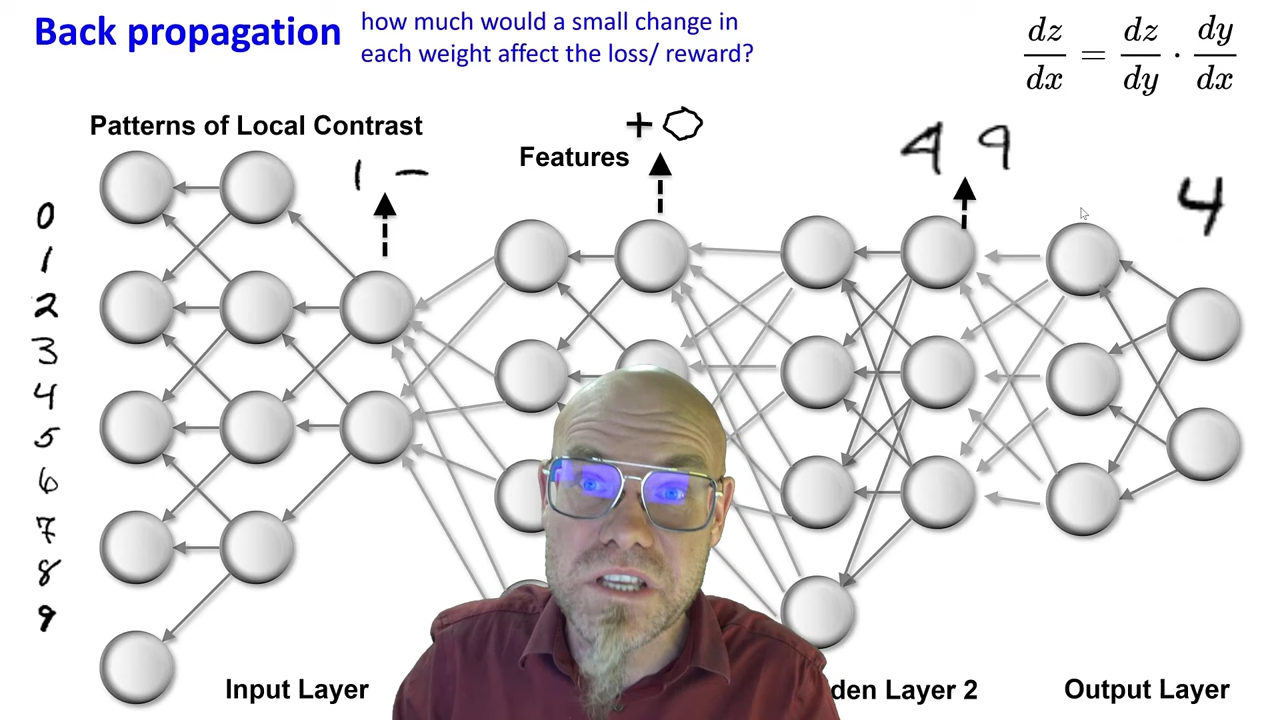 Back propagation
how much would a small change in
each weight affect the loss/ reward?
dz/dx = dz/dy · dy/dx
Patterns of Local Contrast
Features
1 –
+
4 9
4
0
1
2
3
4
5
6
7
8
9
Input Layer
den Layer 2
Output Layer